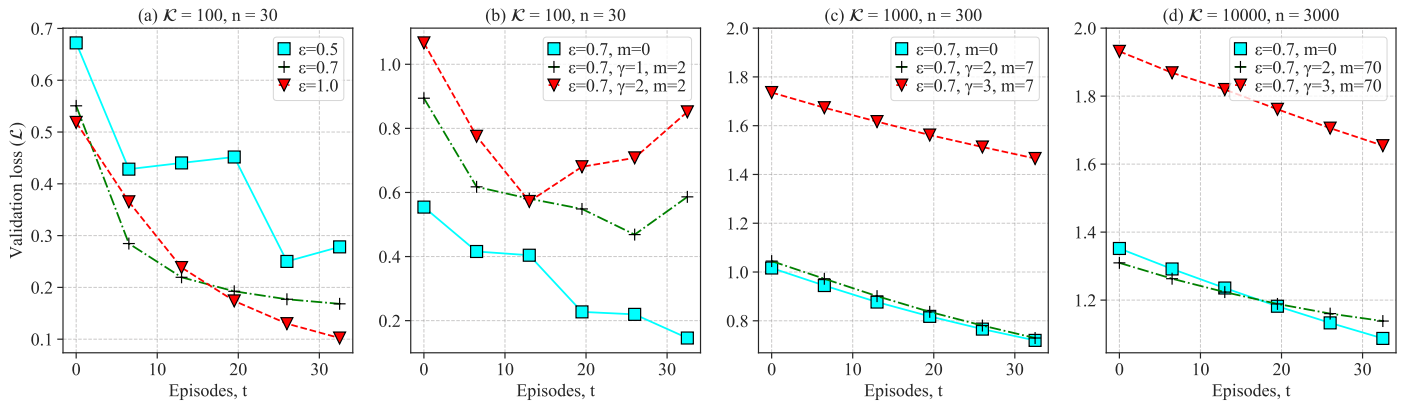 (a) 𝒦 = 100, n = 30
Validation loss (ℒ)
0.7
0.6
0.5
0.4
0.3
0.2
0.1
ε=0.5
ε=0.7
ε=1.0
0 10 20 30
Episodes, t
(b) 𝒦 = 100, n = 30
1.0
0.8
0.6
0.4
0.2
ε=0.7, m=0
ε=0.7, γ=1, m=2
ε=0.7, γ=2, m=2
0 10 20 30
Episodes, t
(c) 𝒦 = 1000, n = 300
2.0
1.8
1.6
1.4
1.2
1.0
0.8
ε=0.7, m=0
ε=0.7, γ=2, m=7
ε=0.7, γ=3, m=7
0 10 20 30
Episodes, t
(d) 𝒦 = 10000, n = 3000
2.0
1.8
1.6
1.4
1.2
ε=0.7, m=0
ε=0.7, γ=2, m=70
ε=0.7, γ=3, m=70
0 10 20 30
Episodes, t